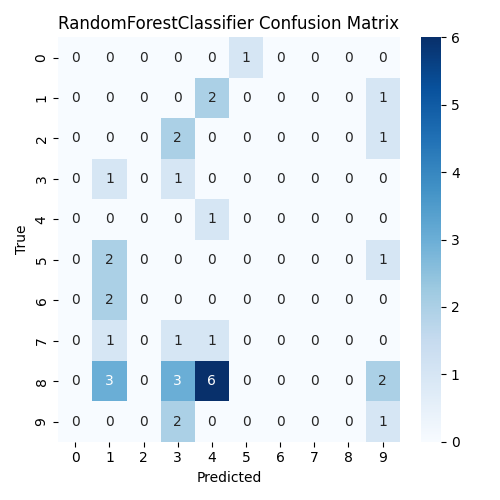 RandomForestClassifier Confusion Matrix
0 0 0 0 0 0 1 0 0 0 0
1 0 0 0 0 2 0 0 0 0 1
2 0 0 0 2 0 0 0 0 0 1
3 0 1 0 1 0 0 0 0 0 0
4 0 0 0 0 1 0 0 0 0 0
5 0 2 0 0 0 0 0 0 0 1
6 0 2 0 0 0 0 0 0 0 0
7 0 1 0 1 1 0 0 0 0 0
8 0 3 0 3 6 0 0 0 0 2
9 0 0 0 2 0 0 0 0 0 1
0 1 2 3 4 5 6 7 8 9
True
Predicted
6
5
4
3
2
1
0